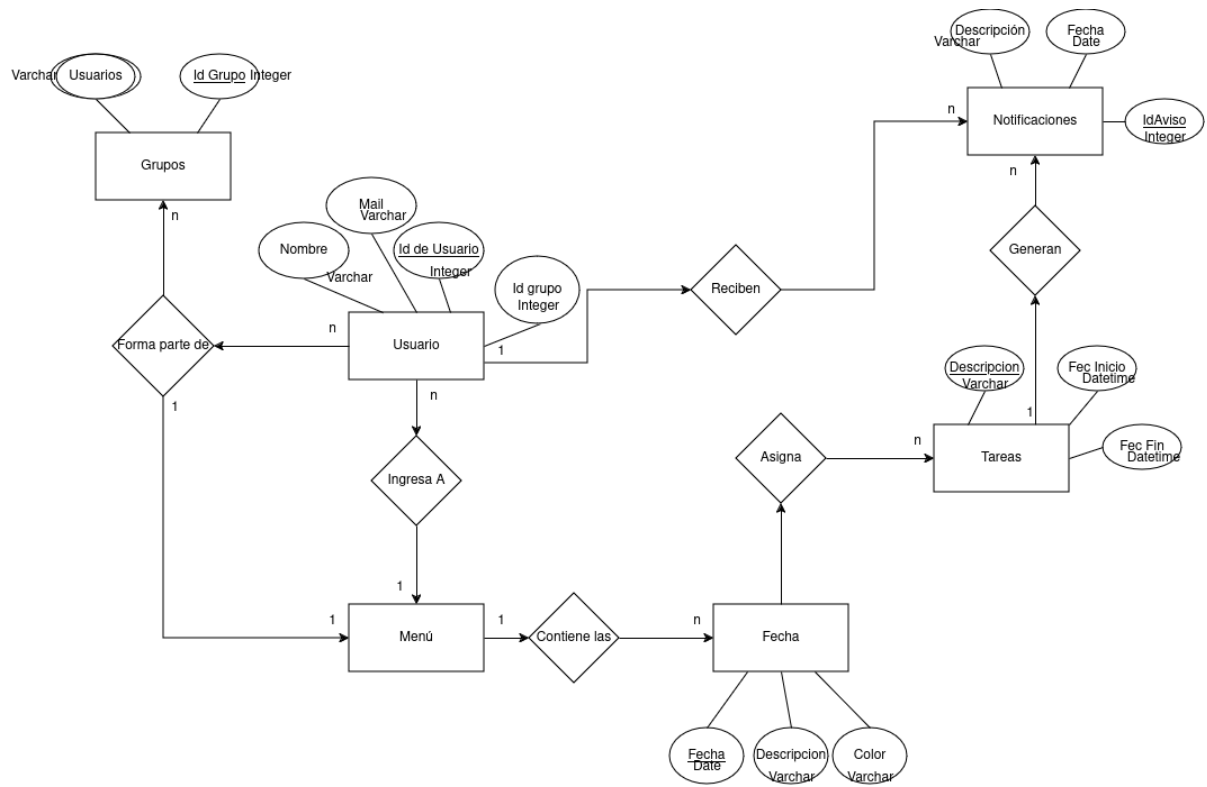 Descripción
Varchar
Fecha
Date
Varchar
Usuarios
Id Grupo Integer
Notificaciones
IdAviso
Integer
n
Grupos
n
n
Mail
Varchar
Nombre
Varchar
Id de Usuario
Integer
Id grupo
Integer
Generan
Reciben
Forma parte de
n
Usuario
1
Descripcion
Varchar
Fec Inicio
Datetime
n
1
1
Asigna
n
Tareas
Fec Fin
Datetime
Ingresa A
1
1
Menú
1
Contiene las
n
Fecha
Fecha
Date
Descripcion
Varchar
Color
Varchar